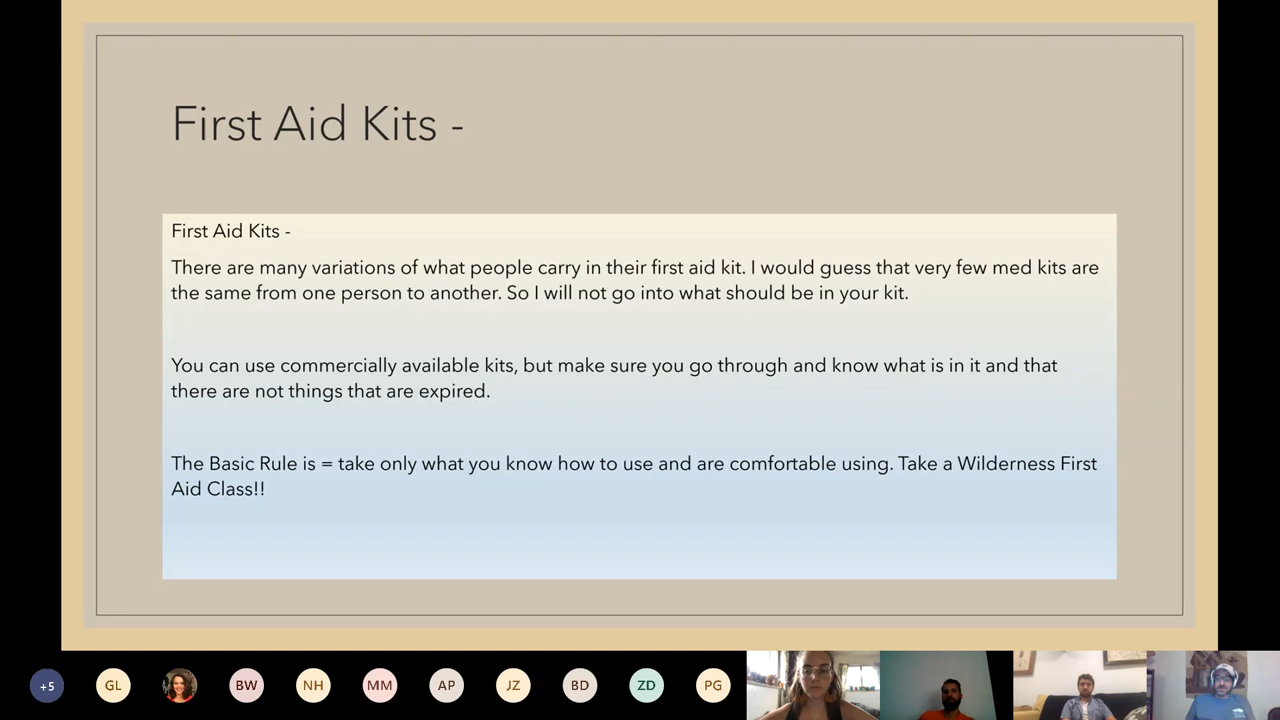 First Aid Kits -
First Aid Kits -
There are many variations of what people carry in their first aid kit. I would guess that very few med kits are
the same from one person to another. So I will not go into what should be in your kit.
You can use commercially available kits, but make sure you go through and know what is in it and that
there are not things that are expired.
The Basic Rule is = take only what you know how to use and are comfortable using. Take a Wilderness First
Aid Class!!
+5 GL BW NH MM AP JZ BD ZD PG